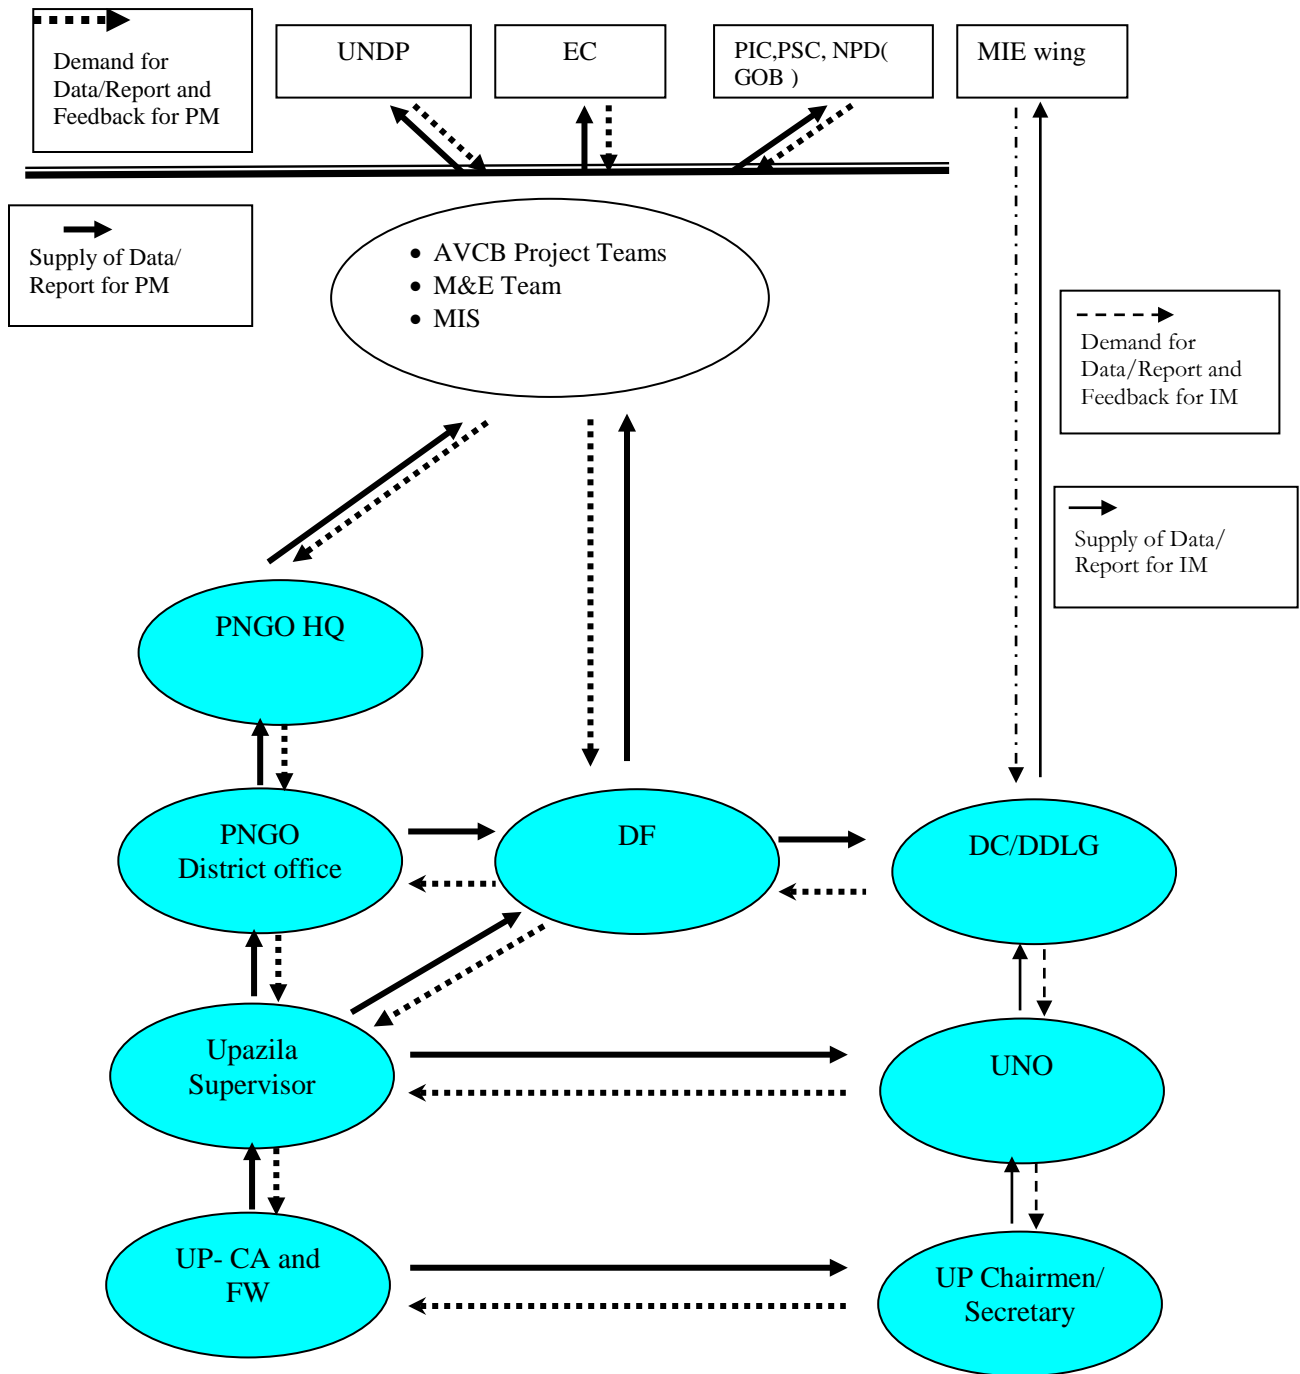 Demand for
Data/Report and
Feedback for PM
UNDP
EC
PIC,PSC, NPD(
GOB )
MIE wing
Supply of Data/
Report for PM
• AVCB Project Teams
• M&E Team
• MIS
Demand for
Data/Report and
Feedback for IM
Supply of Data/
Report for IM
PNGO HQ
PNGO
District office
DF
DC/DDLG
Upazila
Supervisor
UNO
UP- CA and
FW
UP Chairmen/
Secretary